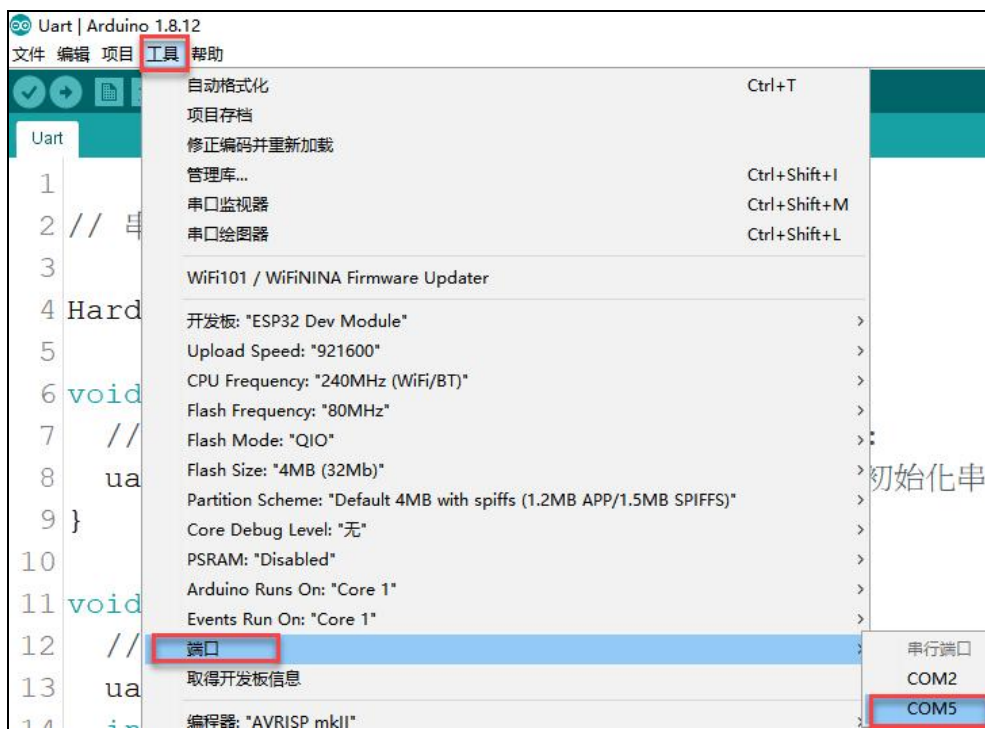 Uart | Arduino 1.8.12
文件 编辑 项目 工具 帮助
自动格式化 Ctrl+T
项目存档
Uart
修正编码并重新加载
1
管理库... Ctrl+Shift+I
串口监视器 Ctrl+Shift+M
2 // 串
串口绘图器 Ctrl+Shift+L
3
WiFi101 / WiFiNINA Firmware Updater
4 Hard
开发板: "ESP32 Dev Module"
5
Upload Speed: "921600"
CPU Frequency: "240MHz (WiFi/BT)"
6 void
Flash Frequency: "80MHz"
7 // :
Flash Mode: "QIO"
Flash Size: "4MB (32Mb)"
8 ua 初始化串
Partition Scheme: "Default 4MB with spiffs (1.2MB APP/1.5MB SPIFFS)"
9 }
Core Debug Level: "无"
10
PSRAM: "Disabled"
Arduino Runs On: "Core 1"
11 void
Events Run On: "Core 1"
12 //
端口 串行端口
取得开发板信息 COM2
13 ua
COM5
编程器: "AVRISP mkII"
14 in